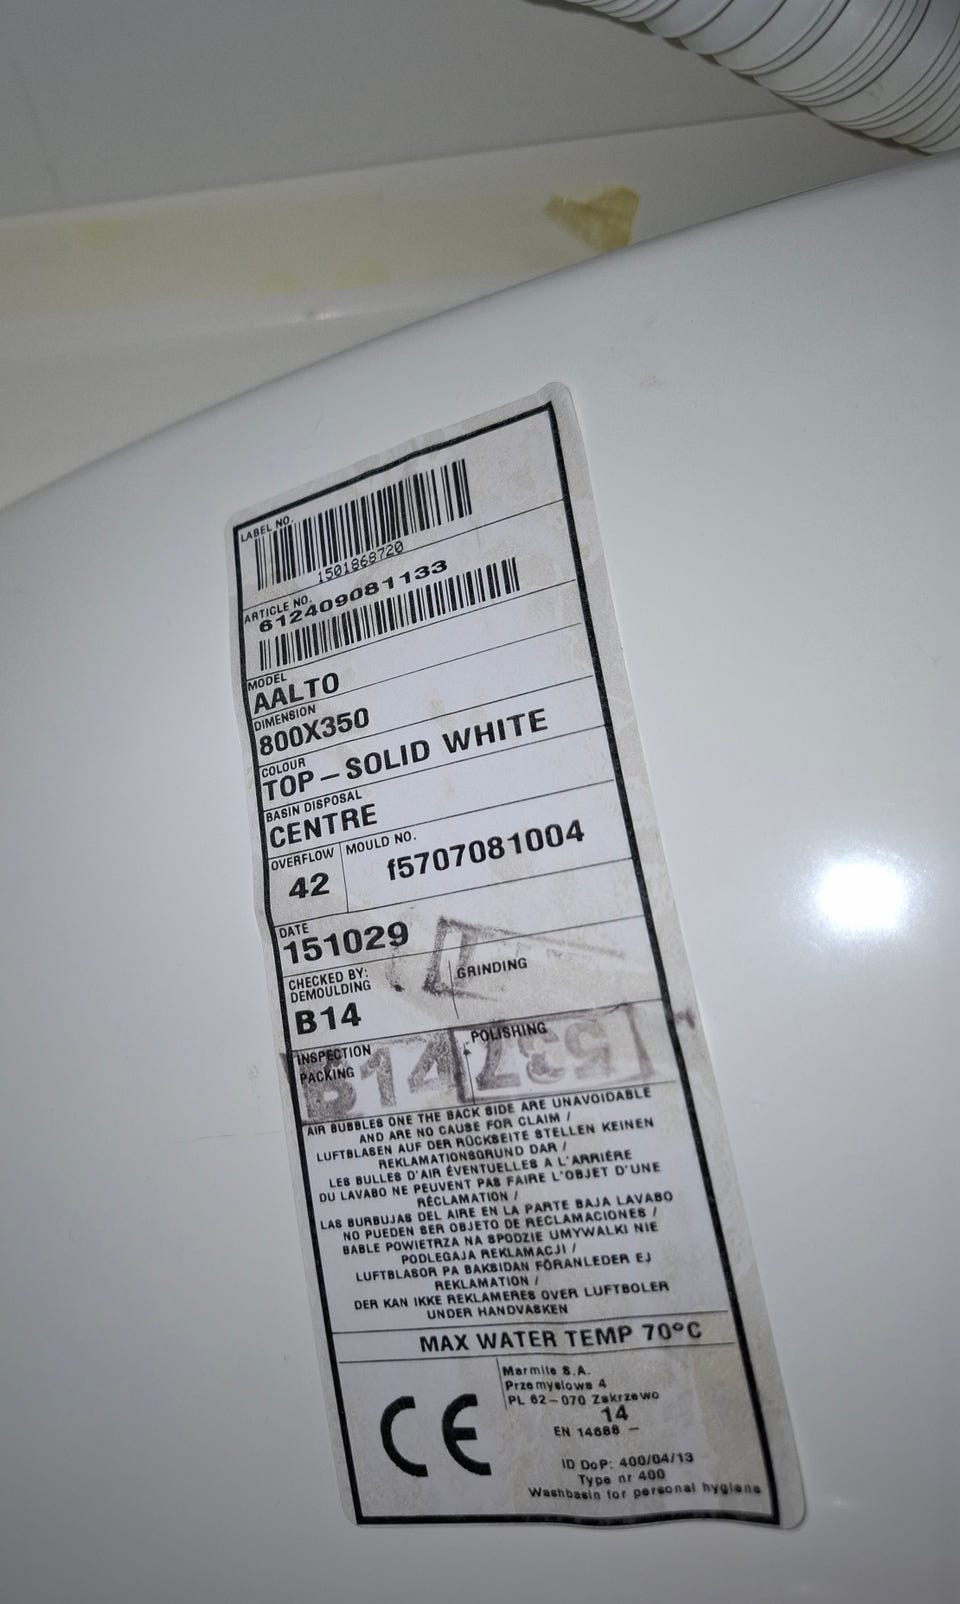 LABEL NO.
1501868720
ARTICLE NO.
612409081133
MODEL
AALTO
DIMENSION
800X350
COLOUR
TOP – SOLID WHITE
BASIN DISPOSAL
CENTRE
OVERFLOW
42
MOULD NO.
f5707081004
DATE
151029
CHECKED BY:
DEMOULDING
B14
GRINDING
INSPECTION
PACKING
B14
POLISHING
AIR BUBBLES ONE THE BACK SIDE ARE UNAVOIDABLE
AND ARE NO CAUSE FOR CLAIM /
LUFTBLASEN AUF DER RÜCKSEITE STELLEN KEINEN
REKLAMATIONSGRUND DAR /
LES BULLES D'AIR ÉVENTUELLES A L'ARRIÉRE
DU LAVABO NE PEUVENT PAS FAIRE L'OBJET D'UNE
RÉCLAMATION /
LAS BURBUJAS DEL AIRE EN LA PARTE BAJA LAVABO
NO PUEDEN SER OBJETO DE RECLAMACIONES /
BABLE POWIETRZA NA SPODZIE UMYWALKI NIE
PODLEGAJA REKLAMACJI /
LUFTBLASOR PA BAKSIDAN FÖRANLEDER EJ
REKLAMATION /
DER KAN IKKE REKLAMERES OVER LUFTBOLER
UNDER HANDVASKEN
MAX WATER TEMP 70°C
CE
Marmite S.A.
Przemyslowa 4
PL 62–070 Zakrzewo
14
EN 14688 –
ID DoP: 400/04/13
Type nr 400
Washbasin for personal hygiene